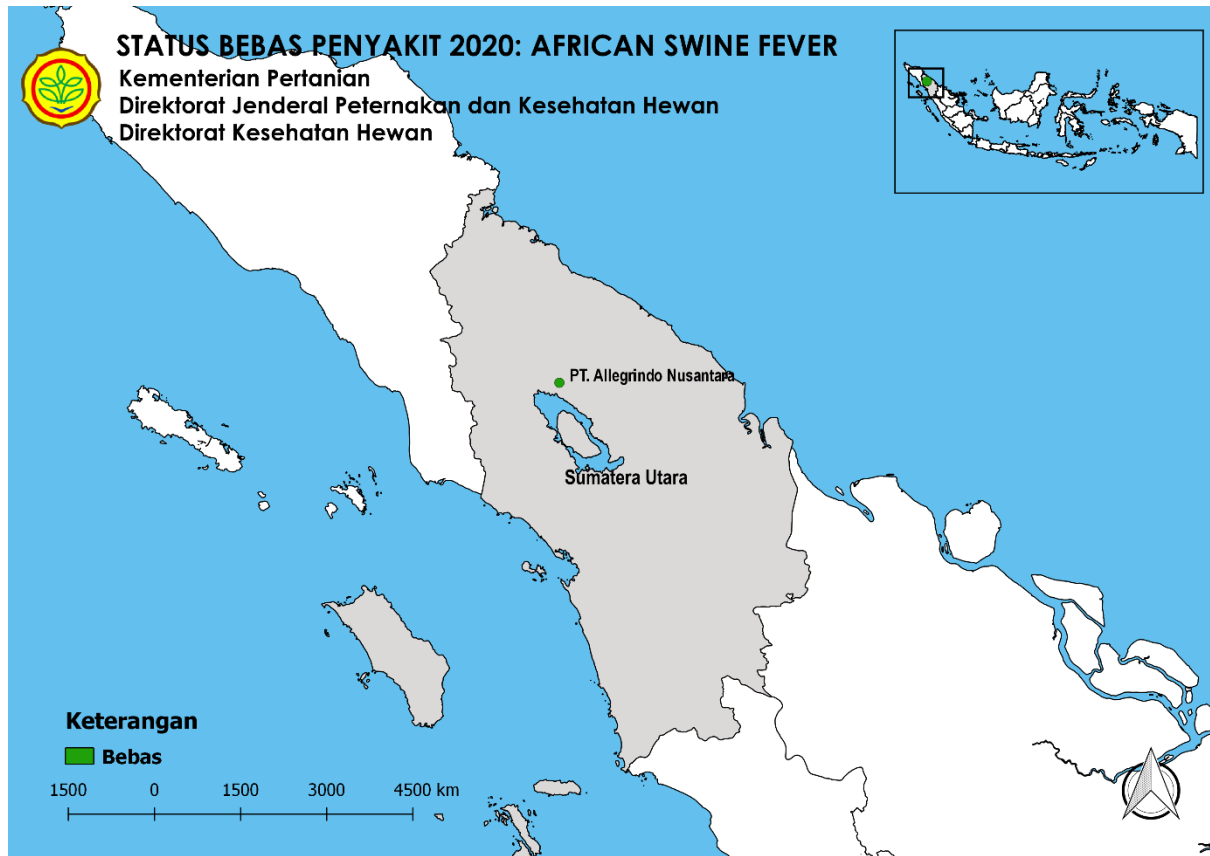 STATUS BEBAS PENYAKIT 2020: AFRICAN SWINE FEVER
Kementerian Pertanian
Direktorat Jenderal Peternakan dan Kesehatan Hewan
Direktorat Kesehatan Hewan
PT. Allegrindo Nusantara
Sumatera Utara
Keterangan
Bebas
1500 0 1500 3000 4500 km